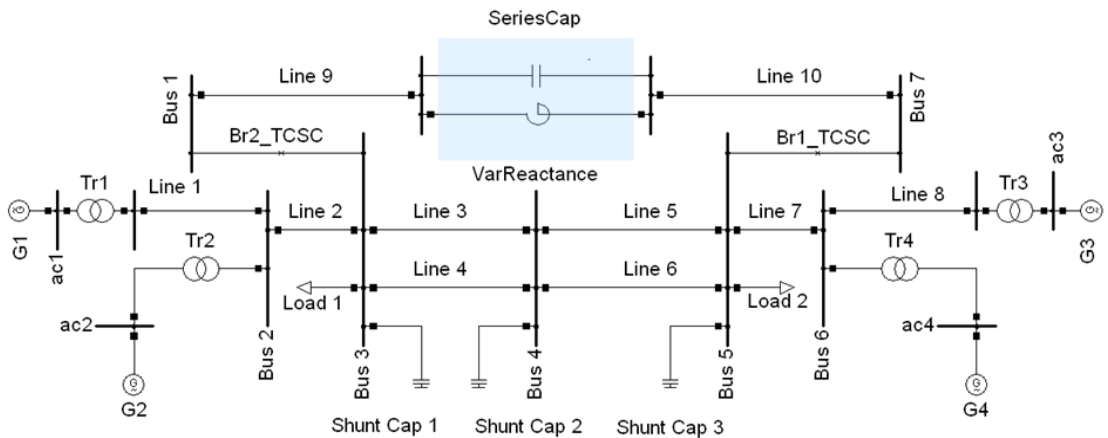 SeriesCap
Line 9
Line 10
Bus 1
Bus 7
Br2_TCSC
Br1_TCSC
VarReactance
ac3
Tr1
Line 1
Line 8
Tr3
Line 2
Line 3
Line 5
Line 7
G
G1
G
G3
ac1
Tr2
Tr4
Line 4
Line 6
Load 1
Load 2
ac2
ac4
Bus 2
Bus 3
Bus 4
Bus 5
Bus 6
G
G2
G
G4
Shunt Cap 1
Shunt Cap 2
Shunt Cap 3